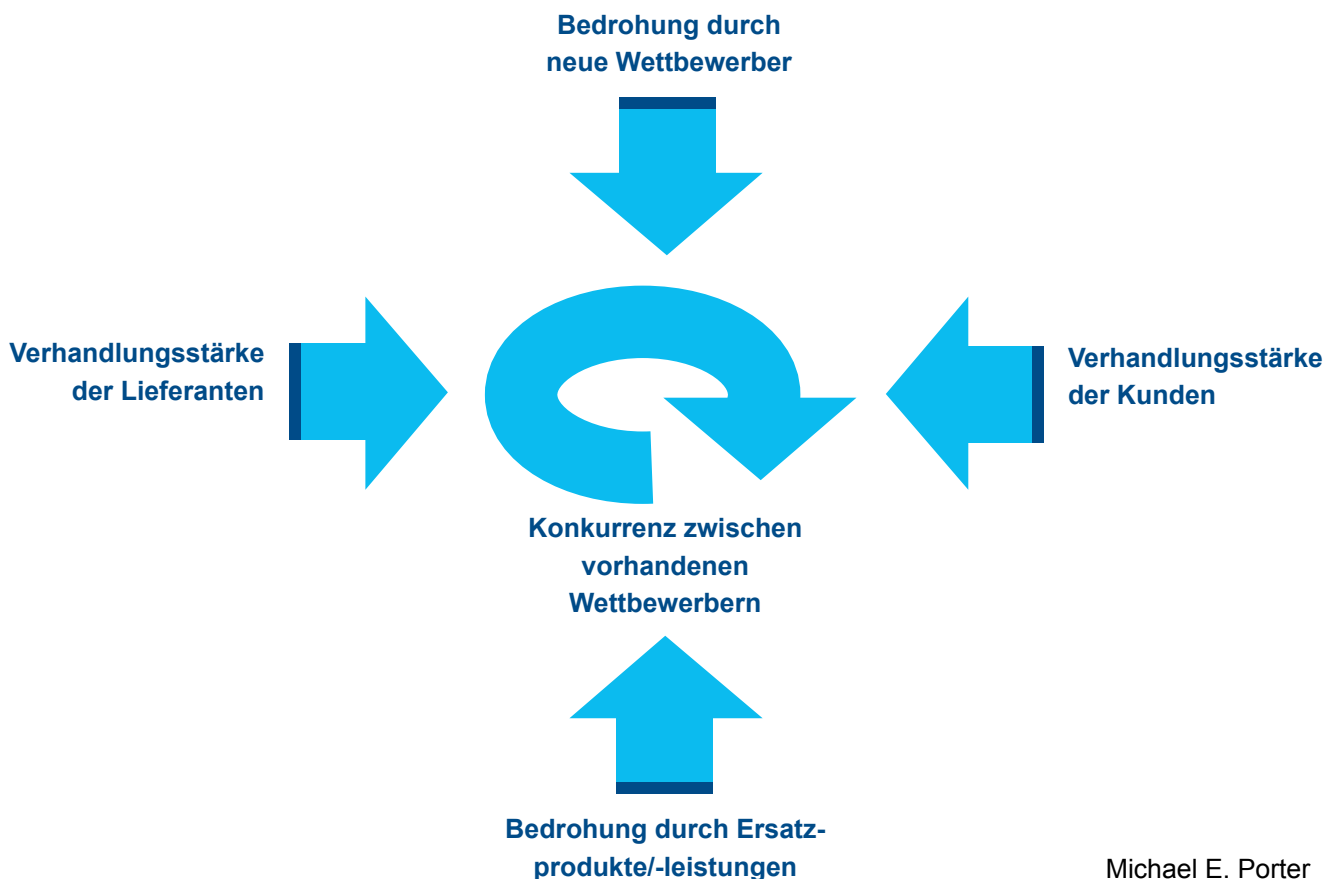 Bedrohung durch
neue Wettbewerber
Verhandlungsstärke
der Lieferanten
Verhandlungsstärke
der Kunden
Konkurrenz zwischen
vorhandenen
Wettbewerbern
Bedrohung durch Ersatz-
produkte/-leistungen
Michael E. Porter